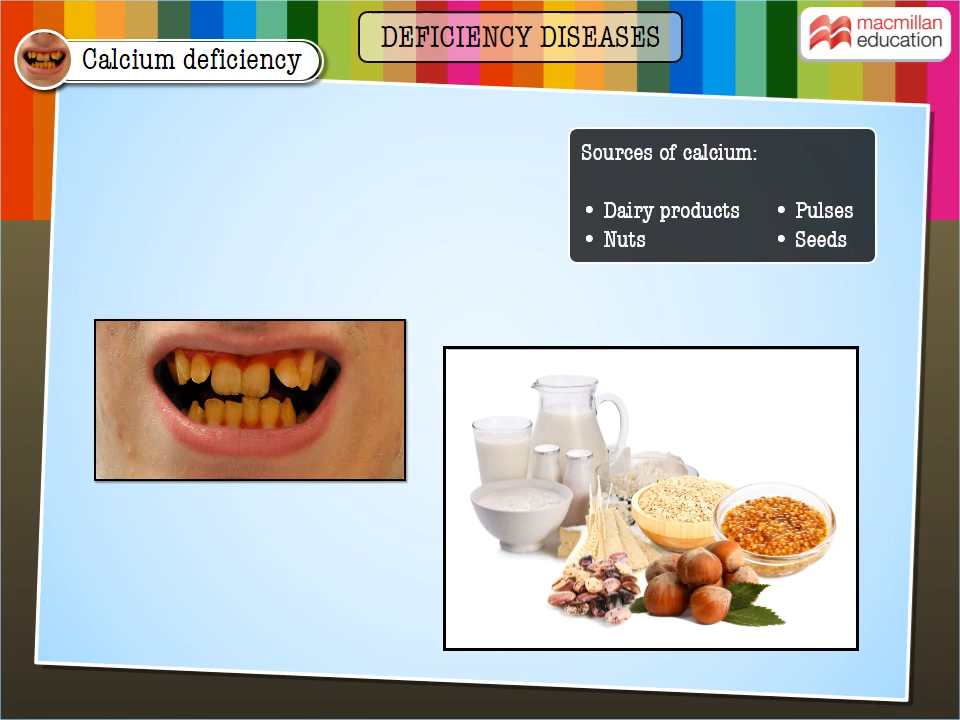 DEFICIENCY DISEASES
macmillan
education
Calcium deficiency
Sources of calcium:
• Dairy products
• Nuts
• Pulses
• Seeds